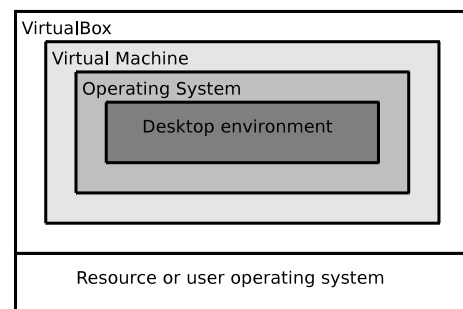 VirtualBox
Virtual Machine
Operating System
Desktop environment
Resource or user operating system